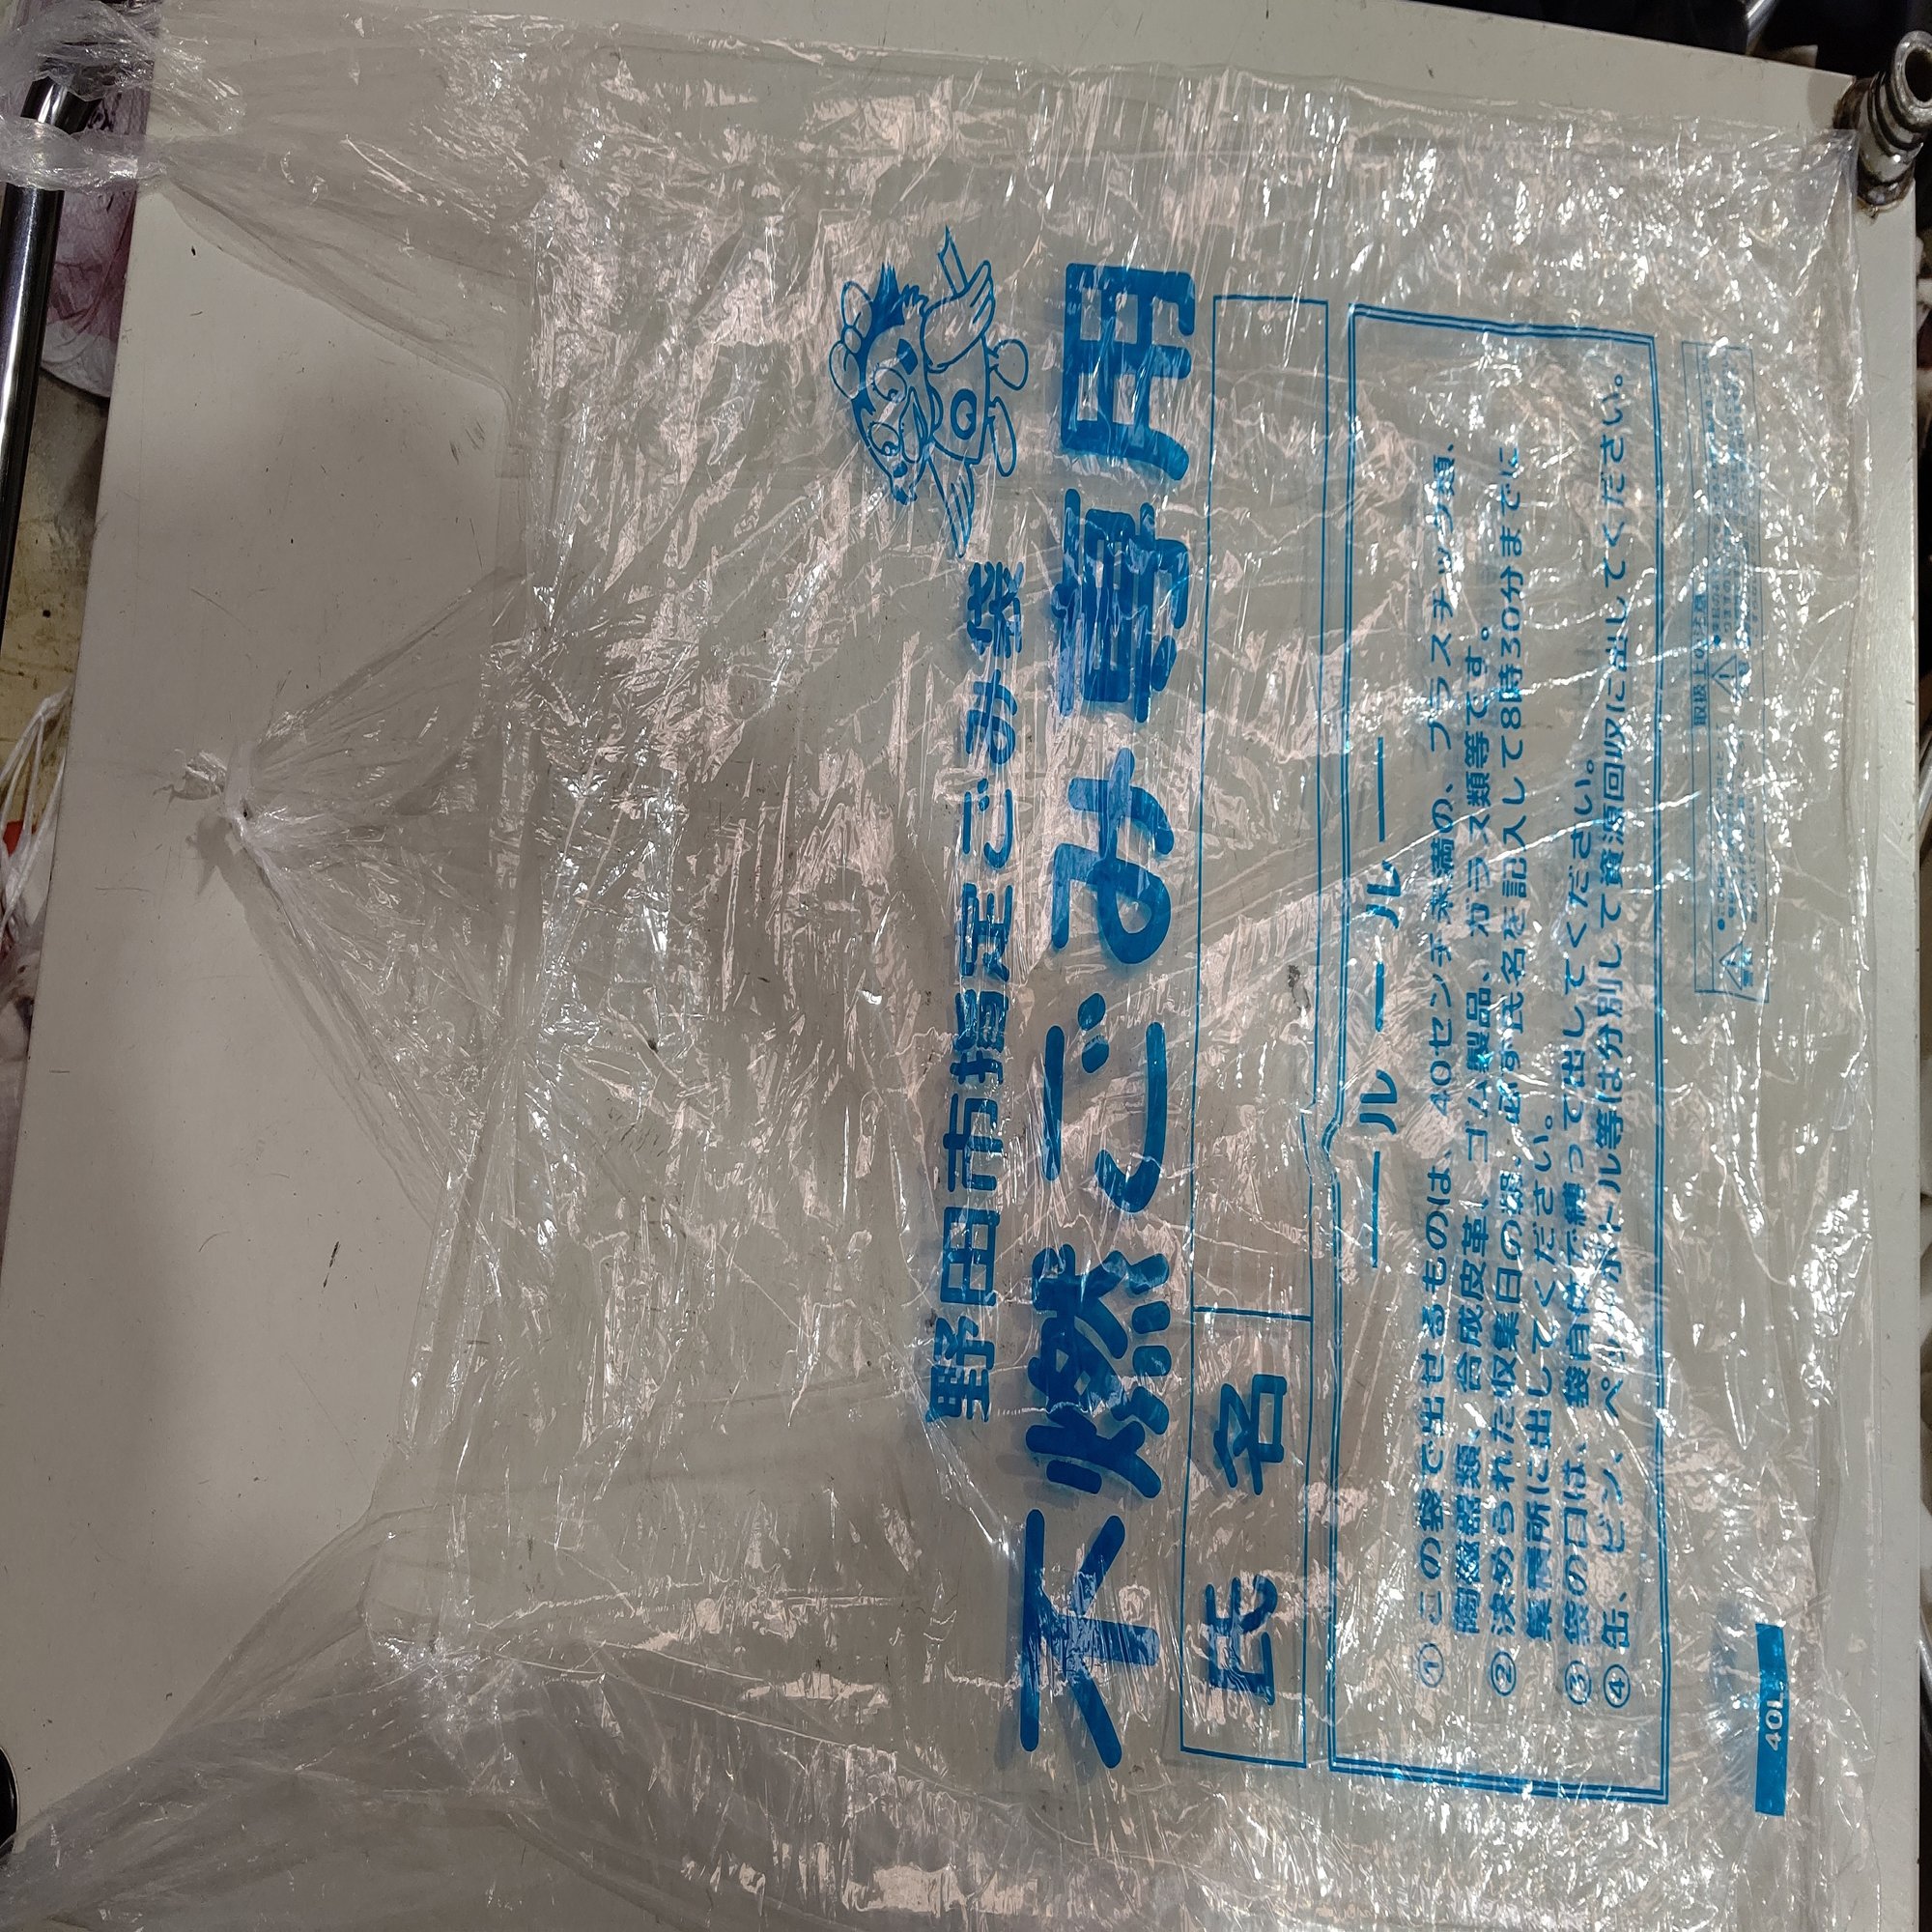 野田市指定ごみ袋
不燃ごみ専用
氏名
ールールー
① この袋で出せるものは、40センチ未満の、プラスチック類、
陶磁器類、合成皮革、ゴム製品、ガラス類等です。
② 決められた収集日の朝、必ず氏名を記入して8時30分までに
集積所に出してください。
③ 袋の口は、袋自体で縛って出してください。
④ 缶、ビン、ペットボトル等は分別して資源回収に出してください。
取扱上の注意
40L